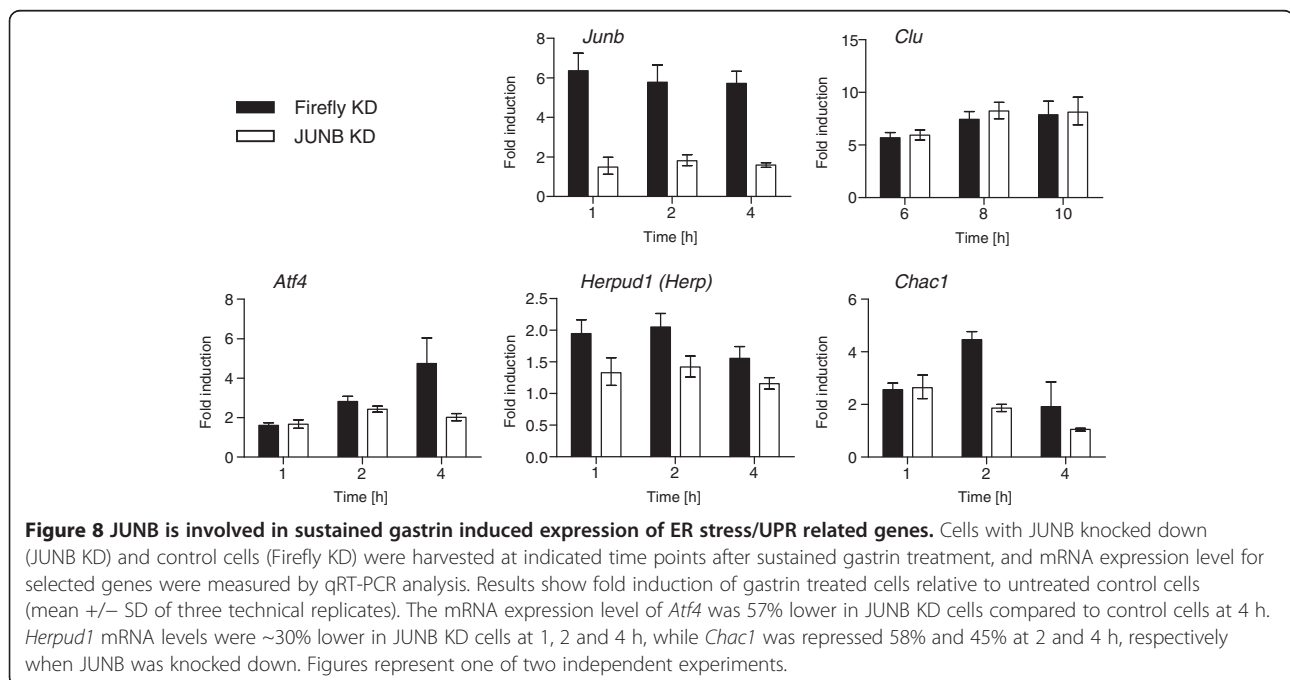 Junb
Clu
Firefly KD
JUNB KD
Fold induction
8
6
4
2
0
1 2 4
Time [h]
Fold induction
15
10
5
0
6 8 10
Time [h]
Atf4
Herpud1 (Herp)
Chac1
Fold induction
8
6
4
2
0
1 2 4
Time [h]
Fold induction
2.5
2.0
1.5
1.0
0.5
0.0
1 2 4
Time [h]
Fold induction
6
4
2
0
1 2 4
Time [h]
Figure 8 JUNB is involved in sustained gastrin induced expression of ER stress/UPR related genes. Cells with JUNB knocked down
(JUNB KD) and control cells (Firefly KD) were harvested at indicated time points after sustained gastrin treatment, and mRNA expression level for
selected genes were measured by qRT-PCR analysis. Results show fold induction of gastrin treated cells relative to untreated control cells
(mean +/− SD of three technical replicates). The mRNA expression level of Atf4 was 57% lower in JUNB KD cells compared to control cells at 4 h.
Herpud1 mRNA levels were ~30% lower in JUNB KD cells at 1, 2 and 4 h, while Chac1 was repressed 58% and 45% at 2 and 4 h, respectively
when JUNB was knocked down. Figures represent one of two independent experiments.